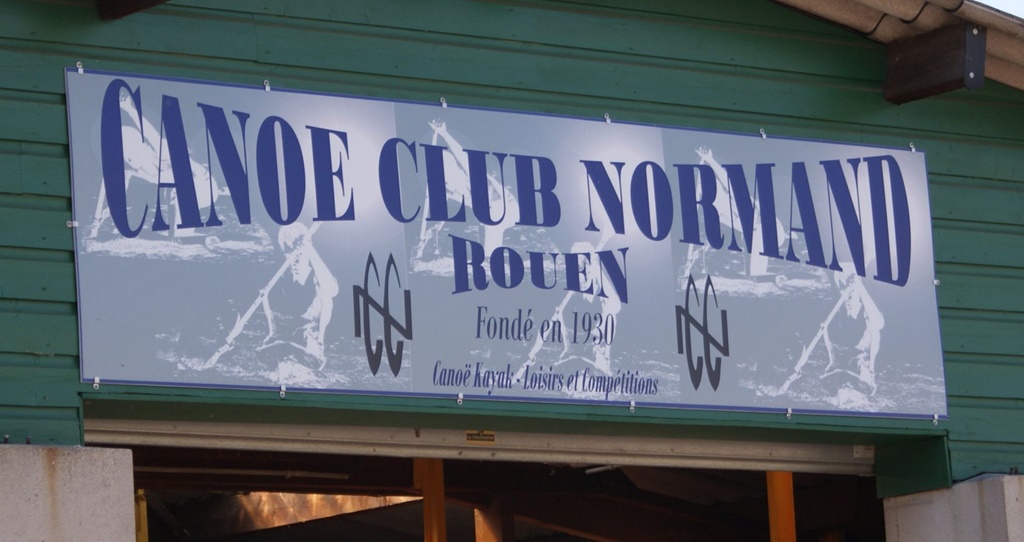 CANOE CLUB NORMAND
ROUEN
Fondé en 1930
Canoë Kayak - Loisirs et Compétitions